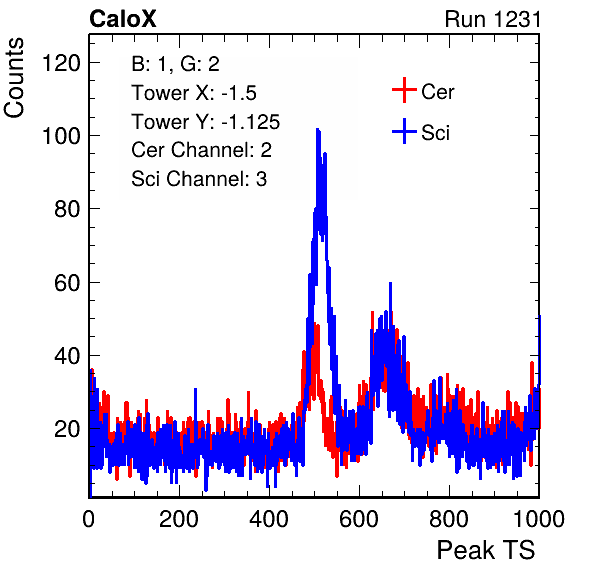 CaloX Run 1231
Counts
B: 1, G: 2
Tower X: -1.5
Tower Y: -1.125
Cer Channel: 2
Sci Channel: 3
Cer
Sci
120
100
80
60
40
20
0 200 400 600 800 1000
Peak TS